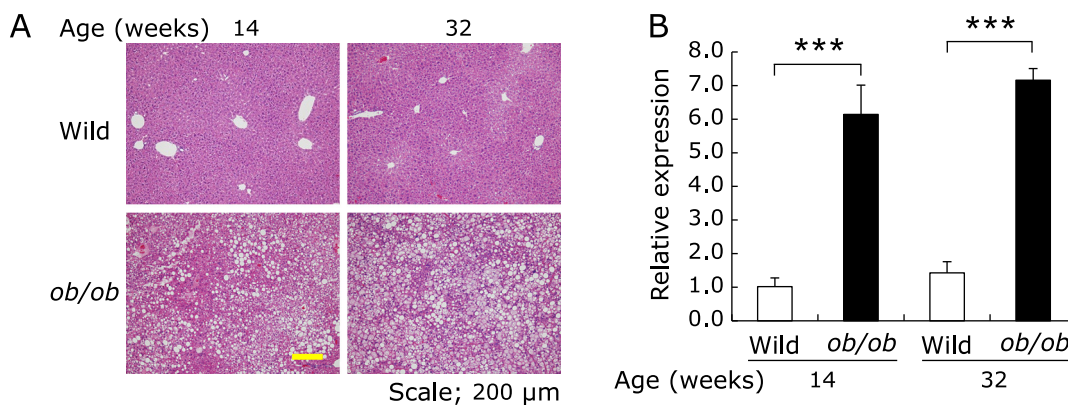 A
Age (weeks) 14 32
Wild
ob/ob
Scale; 200 μm
B
Relative expression
8.0
7.0
6.0
5.0
4.0
3.0
2.0
1.0
0.0
*** ***
Wild ob/ob Wild ob/ob
Age (weeks) 14 32